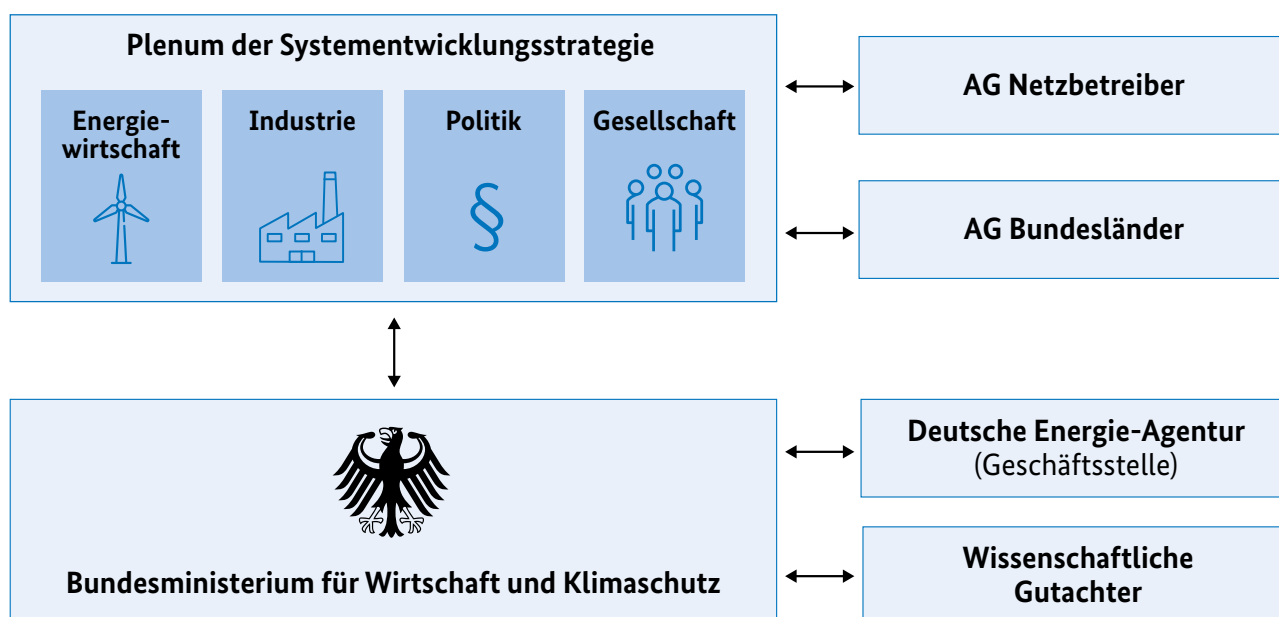 Plenum der Systementwicklungsstrategie
Energie-
wirtschaft
Industrie
Politik
§
Gesellschaft
AG Netzbetreiber
AG Bundesländer
Bundesministerium für Wirtschaft und Klimaschutz
Deutsche Energie-Agentur
(Geschäftsstelle)
Wissenschaftliche
Gutachter